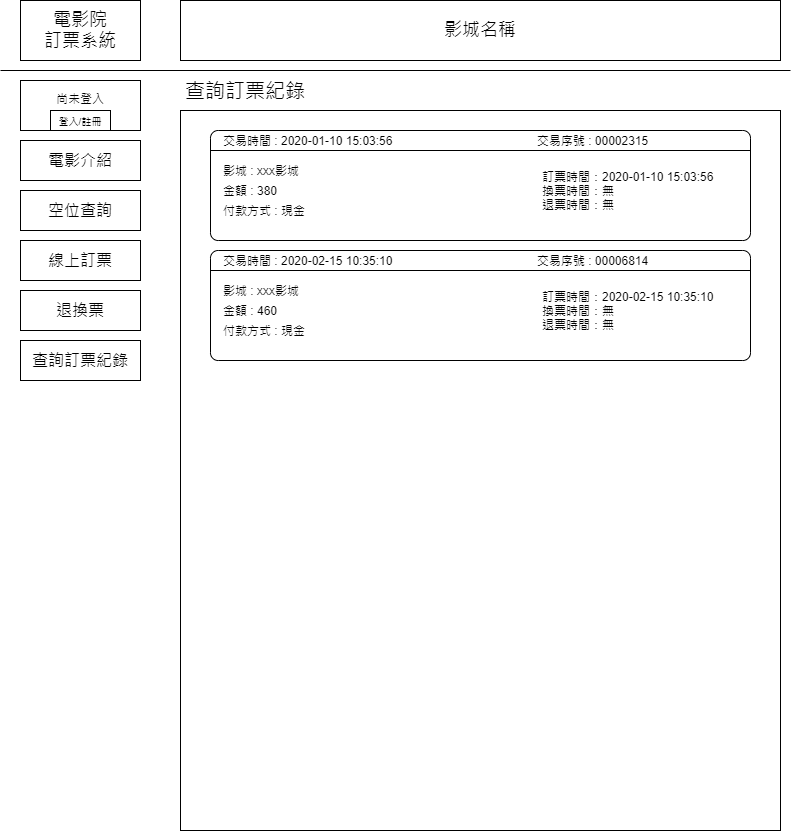 電影院
訂票系統
影城名稱
尚未登入
登入/註冊
電影介紹
空位查詢
線上訂票
退換票
查詢訂票紀錄
查詢訂票紀錄
交易時間 : 2020-01-10 15:03:56
交易序號 : 00002315
影城 : xxx影城
金額 : 380
付款方式 : 現金
訂票時間：2020-01-10 15:03:56
換票時間：無
退票時間：無
交易時間 : 2020-02-15 10:35:10
交易序號 : 00006814
影城 : xxx影城
金額 : 460
付款方式 : 現金
訂票時間：2020-02-15 10:35:10
換票時間：無
退票時間：無